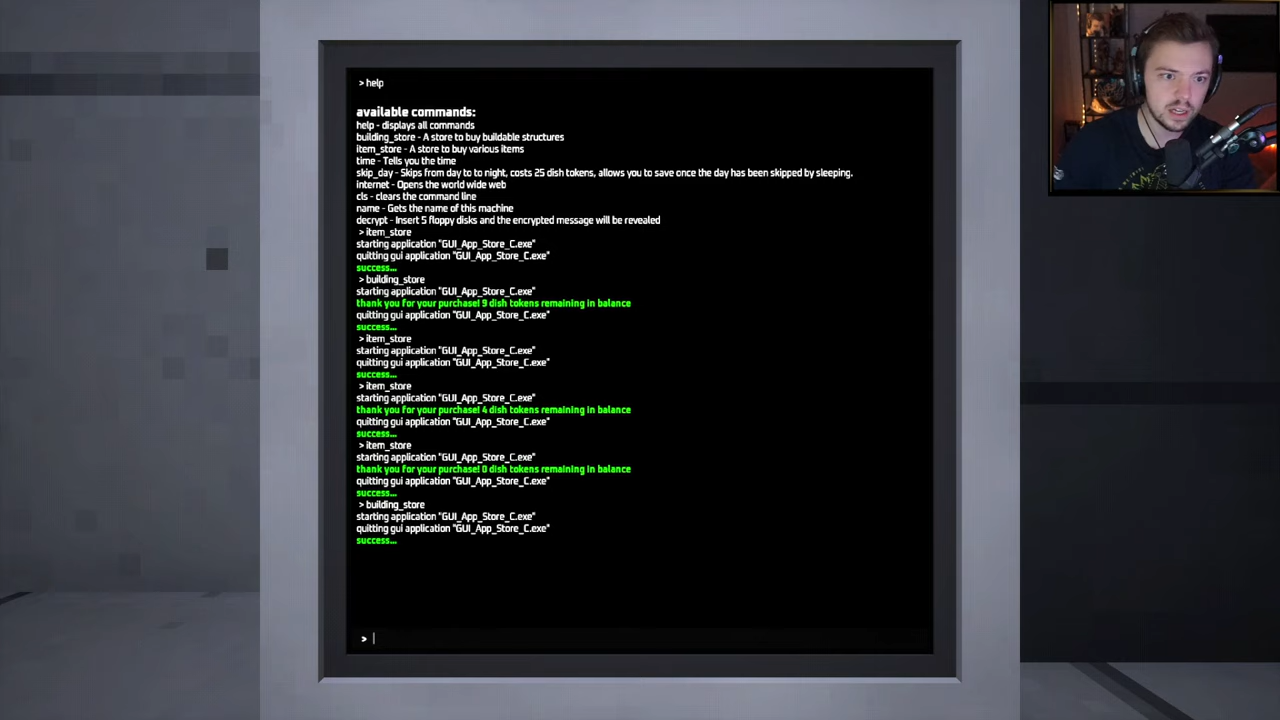 > help
available commands:
help - displays all commands
building_store - A store to buy buildable structures
item_store - A store to buy various items
time - Tells you the time
skip_day - Skips from day to to night, costs 25 dish tokens, allows you to save once the day has been skipped by sleeping.
internet - Opens the world wide web
cls - clears the command line
name - Gets the name of this machine
decrypt - Insert 5 floppy disks and the encrypted message will be revealed
> item_store
starting application "GUI_App_Store_C.exe"
quitting gui application "GUI_App_Store_C.exe"
success...
> building_store
starting application "GUI_App_Store_C.exe"
thank you for your purchase! 9 dish tokens remaining in balance
quitting gui application "GUI_App_Store_C.exe"
success...
> item_store
starting application "GUI_App_Store_C.exe"
quitting gui application "GUI_App_Store_C.exe"
success...
> item_store
starting application "GUI_App_Store_C.exe"
thank you for your purchase! 4 dish tokens remaining in balance
quitting gui application "GUI_App_Store_C.exe"
success...
> item_store
starting application "GUI_App_Store_C.exe"
thank you for your purchase! 0 dish tokens remaining in balance
quitting gui application "GUI_App_Store_C.exe"
success...
> building_store
starting application "GUI_App_Store_C.exe"
quitting gui application "GUI_App_Store_C.exe"
success...
>